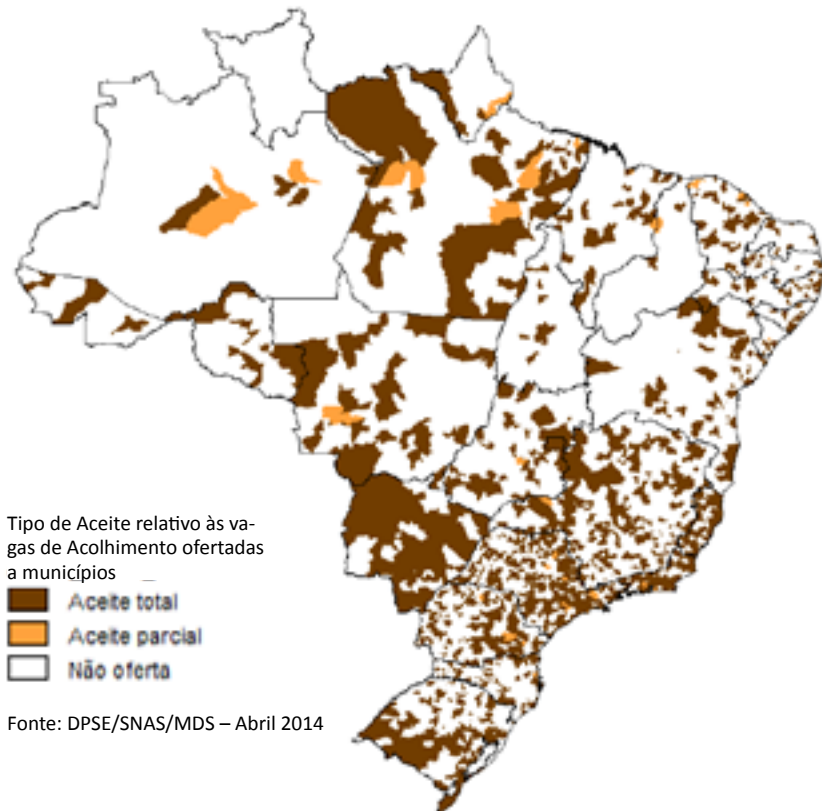 Tipo de Aceite relativo às va-
gas de Acolhimento ofertadas
a municípios
Aceite total
Aceite parcial
Não oferta
Fonte: DPSE/SNAS/MDS – Abril 2014